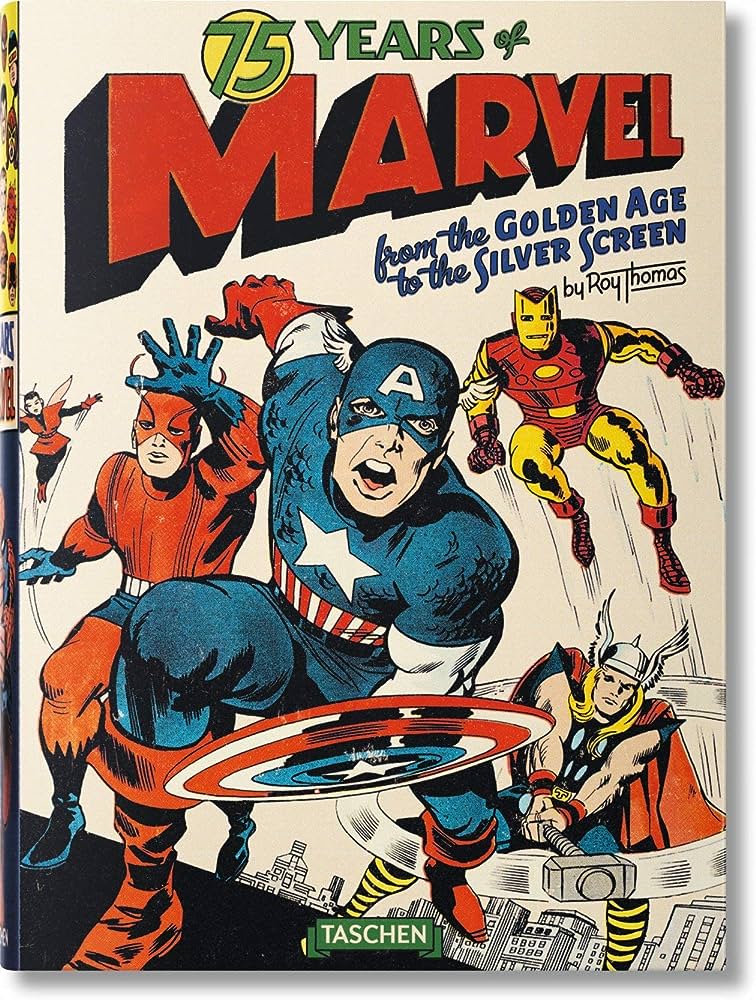 75 YEARS of
MARVEL
from the GOLDEN AGE
to the SILVER SCREEN
by Roy Thomas
A
TASCHEN